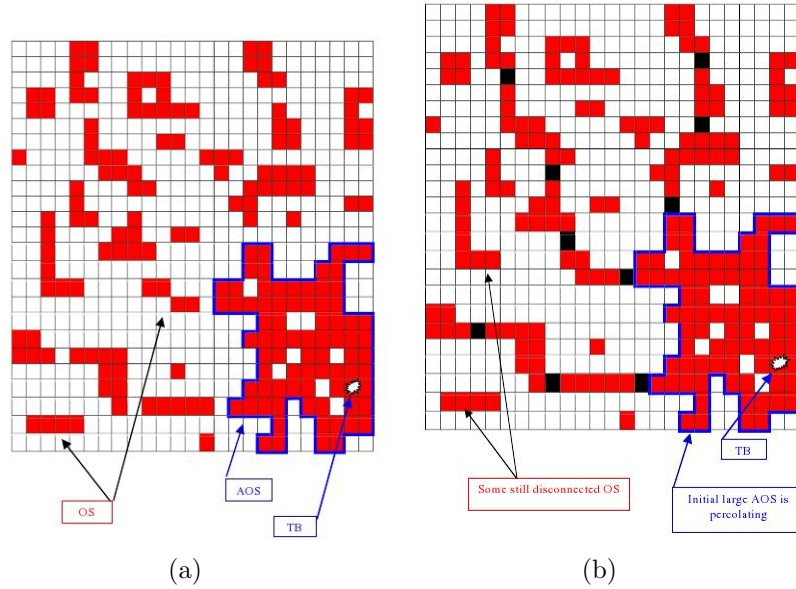 OS
AOS
TB
(a)
Some still disconnected OS
TB
Initial large AOS is
percolating
(b)